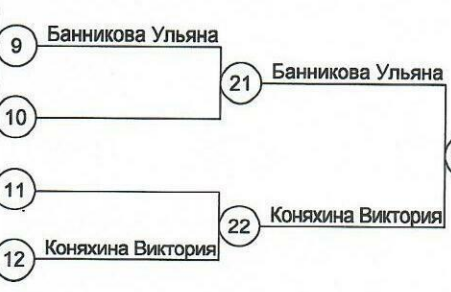 9 Банникова Ульяна
21 Банникова Ульяна
10
11
22 Коняхина Виктория
12 Коняхина Виктория